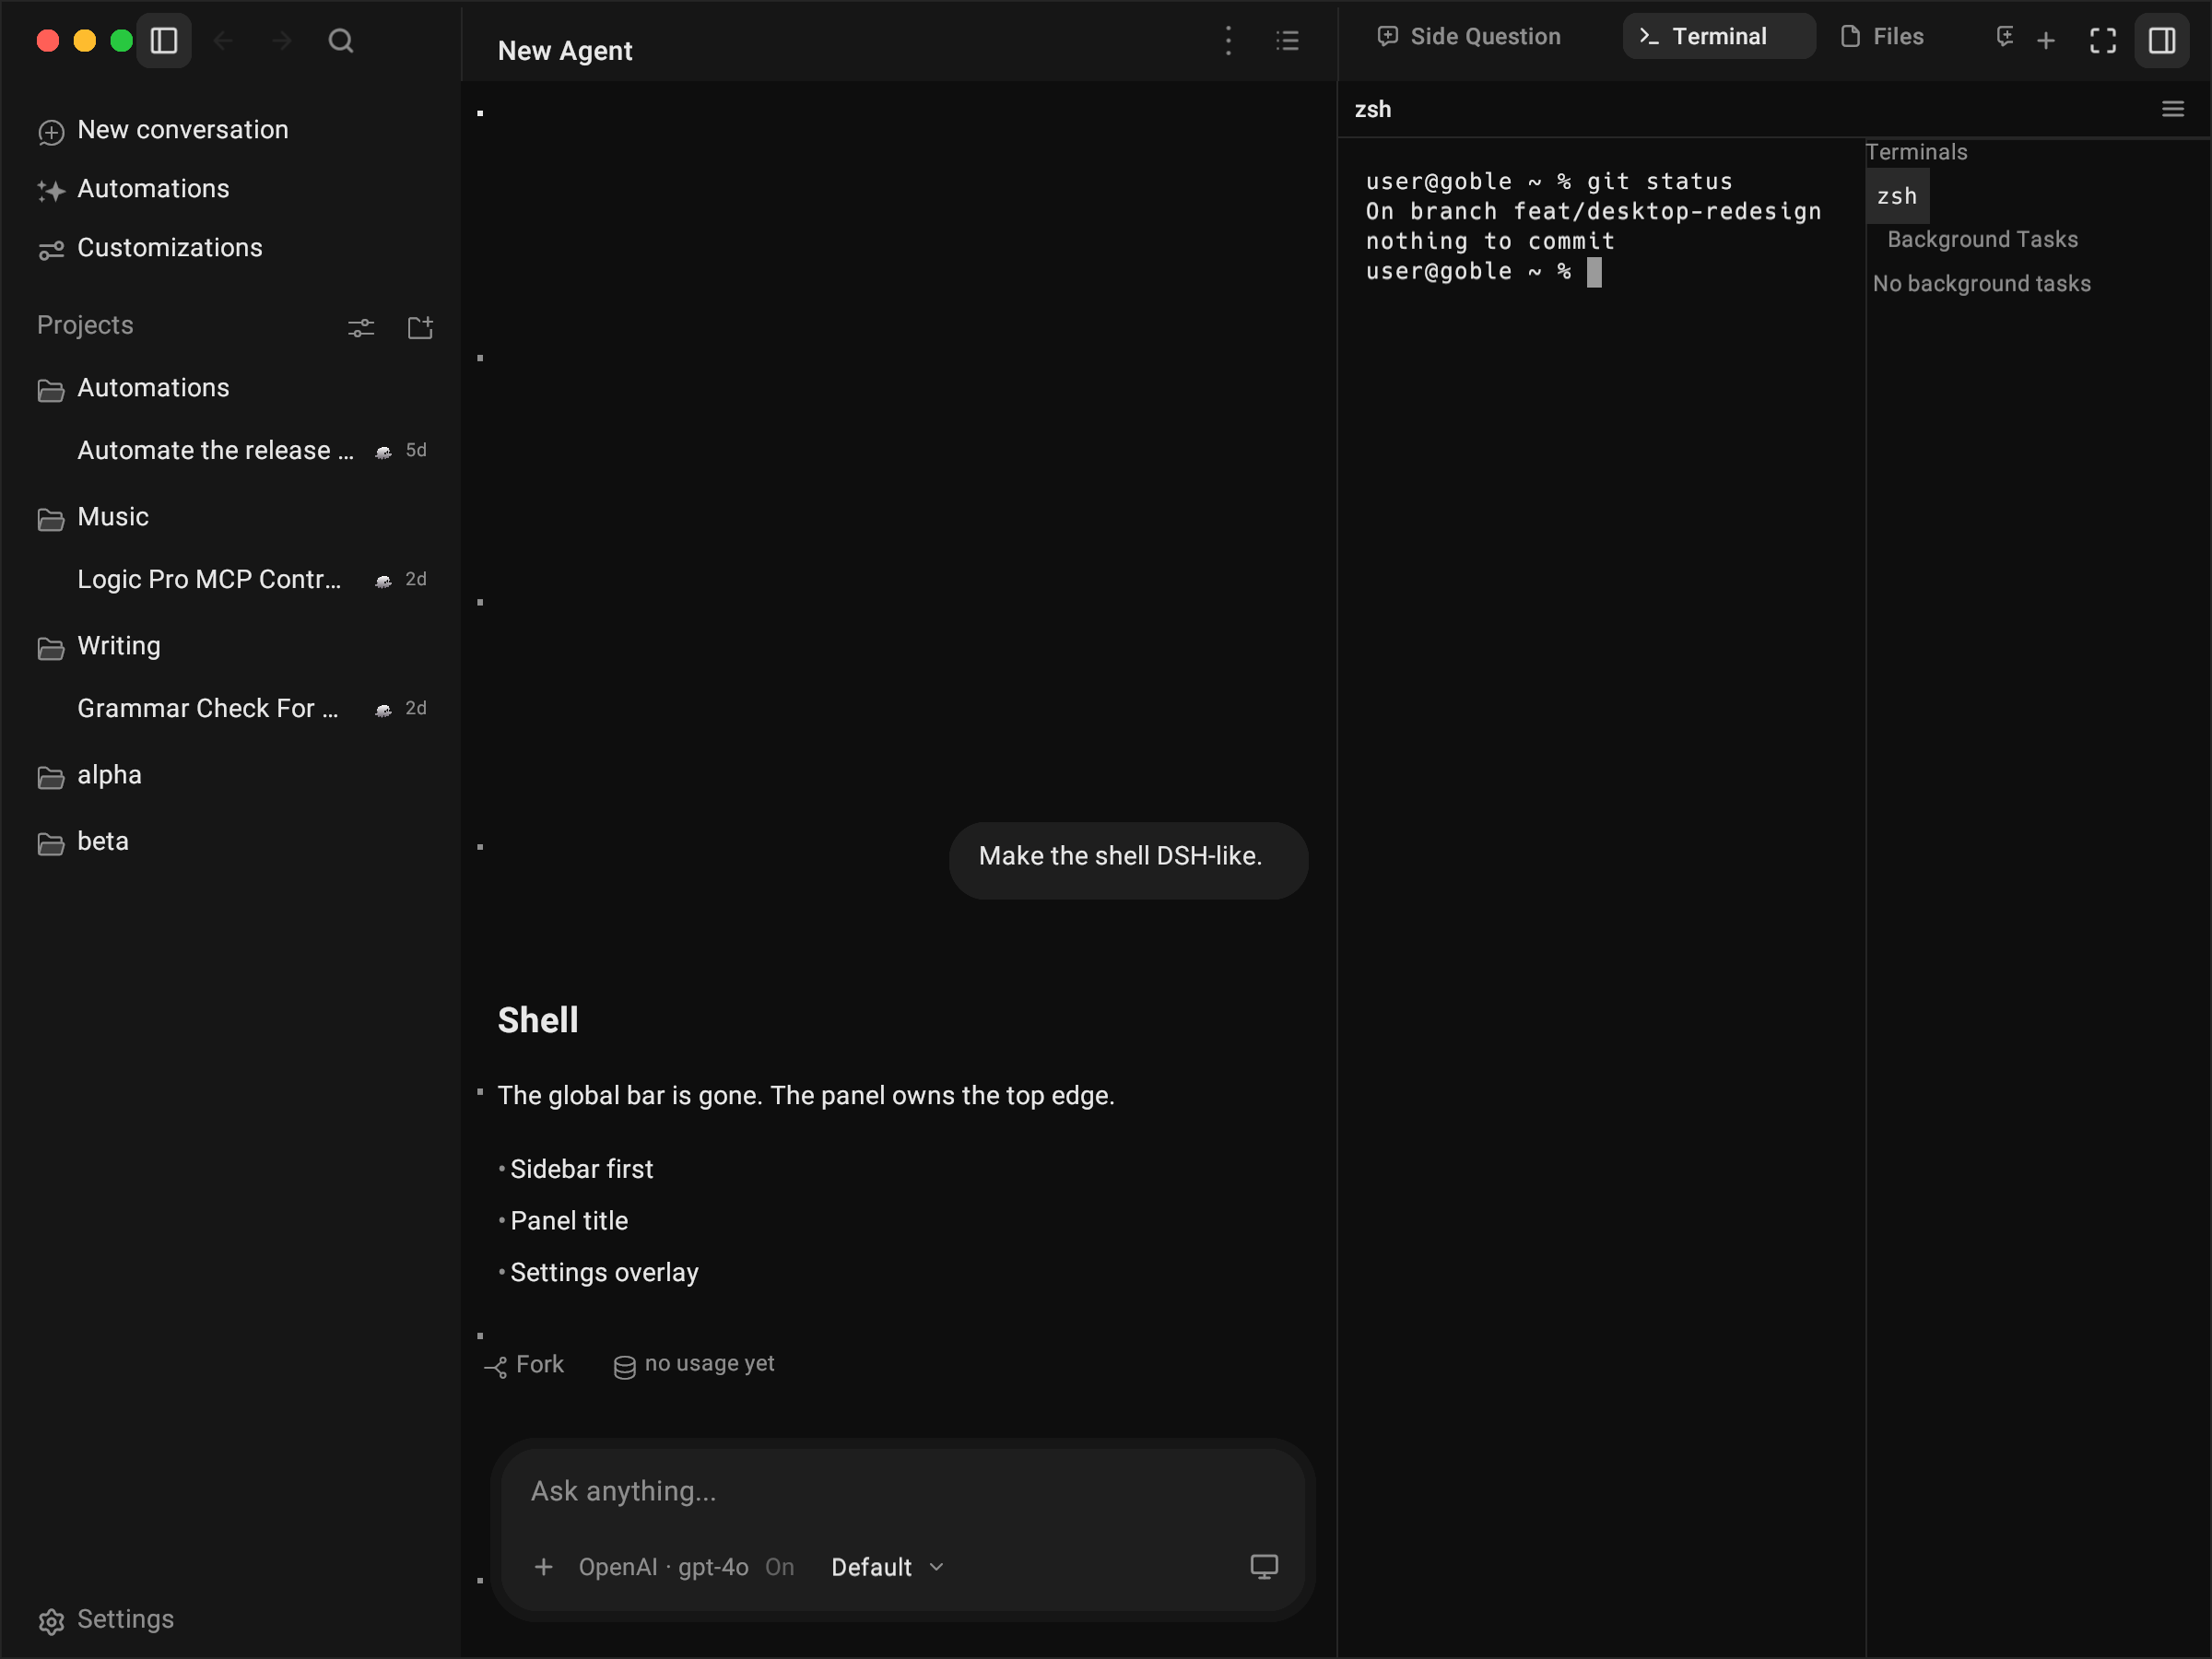 New Agent
Side Question
Terminal
Files
New conversation
Automations
Customizations
Projects
Automations
Automate the release ... 5d
Music
Logic Pro MCP Contr... 2d
Writing
Grammar Check For ... 2d
alpha
beta
Settings
Make the shell DSH-like.
Shell
The global bar is gone. The panel owns the top edge.
• Sidebar first
• Panel title
• Settings overlay
Fork
no usage yet
Ask anything...
OpenAI · gpt-4o On Default
zsh
user@goble ~ % git status
On branch feat/desktop-redesign
nothing to commit
user@goble ~ %
Terminals
zsh
Background Tasks
No background tasks